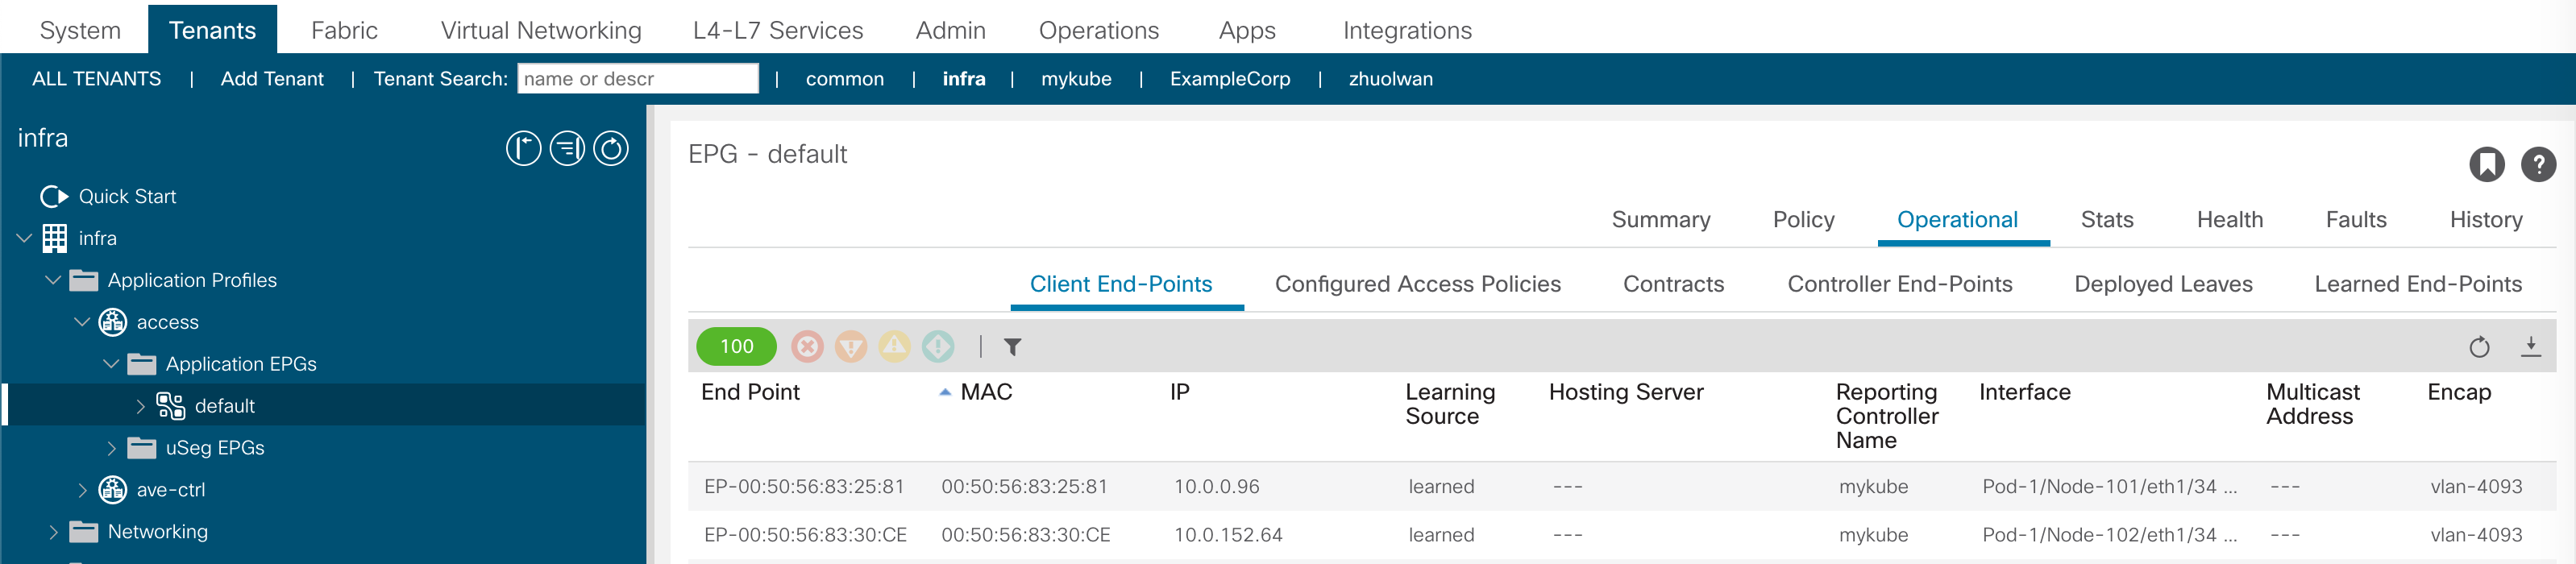 System Tenants Fabric Virtual Networking L4-L7 Services Admin Operations Apps Integrations
ALL TENANTS | Add Tenant | Tenant Search: name or descr | common | infra | mykube | ExampleCorp | zhuolwan
infra
Quick Start
infra
Application Profiles
access
Application EPGs
default
uSeg EPGs
ave-ctrl
Networking
EPG - default
Summary Policy Operational Stats Health Faults History
Client End-Points Configured Access Policies Contracts Controller End-Points Deployed Leaves Learned End-Points
100
End Point MAC IP Learning Source Hosting Server Reporting Controller Name Interface Multicast Address Encap
EP-00:50:56:83:25:81 00:50:56:83:25:81 10.0.0.96 learned --- mykube Pod-1/Node-101/eth1/34 ... --- vlan-4093
EP-00:50:56:83:30:CE 00:50:56:83:30:CE 10.0.152.64 learned --- mykube Pod-1/Node-102/eth1/34 ... --- vlan-4093